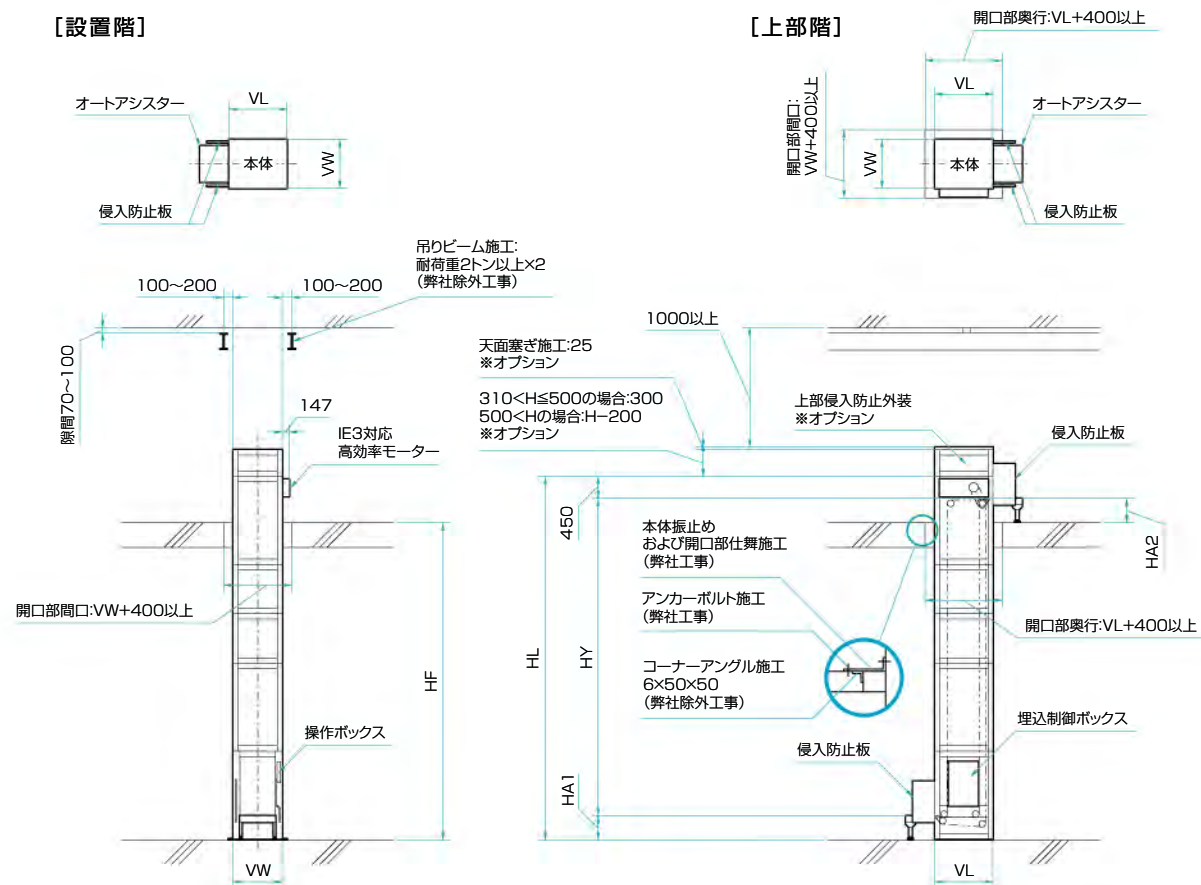 [設置階]
オートアシスター
VL
本体
VW
侵入防止板
[上部階]
開口部奥行:VL+400以上
VL
オートアシスター
開口部間口:
VW+400以上
VW
本体
侵入防止板
吊りビーム施工:
耐荷重2トン以上×2
(弊社除外工事)
100~200
100~200
隙間70~100
147
IE3対応
高効率モーター
開口部間口:VW+400以上
HF
操作ボックス
VW
1000以上
天面塞ぎ施工:25
※オプション
310<H≦500の場合:300
500<Hの場合:H−200
※オプション
上部侵入防止外装
※オプション
侵入防止板
450
本体振止め
および開口部仕舞施工
(弊社工事)
HA2
アンカーボルト施工
(弊社工事)
開口部奥行:VL+400以上
HL
HY
コーナーアングル施工
6×50×50
(弊社除外工事)
埋込制御ボックス
侵入防止板
HA1
VL